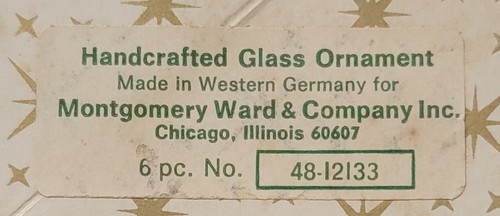 Handcrafted Glass Ornament
Made in Western Germany for
Montgomery Ward & Company Inc.
Chicago, Illinois 60607
6 pc. No. 48-12133